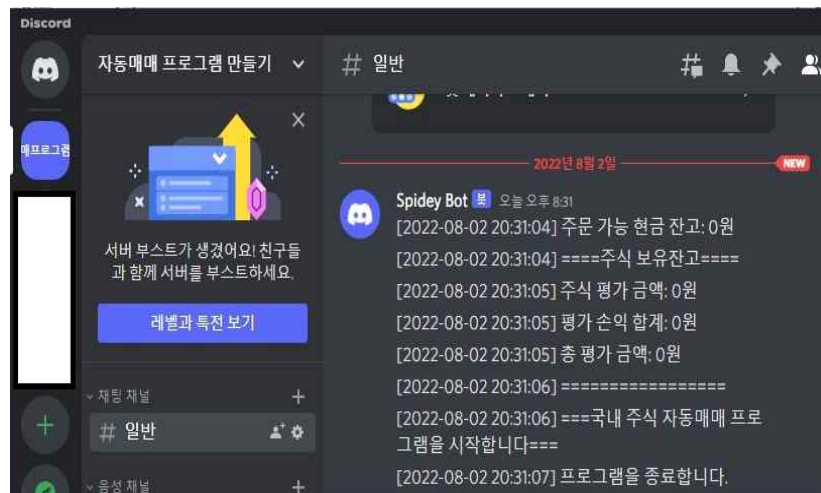 Discord
자동매매 프로그램 만들기
# 일반
매프로그램
2022년 8월 2일
NEW
Spidey Bot 봇 오늘 오후 8:31
[2022-08-02 20:31:04] 주문 가능 현금 잔고: 0원
[2022-08-02 20:31:04] ====주식 보유잔고====
[2022-08-02 20:31:05] 주식 평가 금액: 0원
[2022-08-02 20:31:05] 평가 손익 합계: 0원
[2022-08-02 20:31:05] 총 평가 금액: 0원
[2022-08-02 20:31:06] =================
[2022-08-02 20:31:06] ===국내 주식 자동매매 프로
그램을 시작합니다===
[2022-08-02 20:31:07] 프로그램을 종료합니다.
서버 부스트가 생겼어요! 친구들
과 함께 서버를 부스트하세요.
레벨과 특전 보기
채팅 채널
# 일반
음성 채널